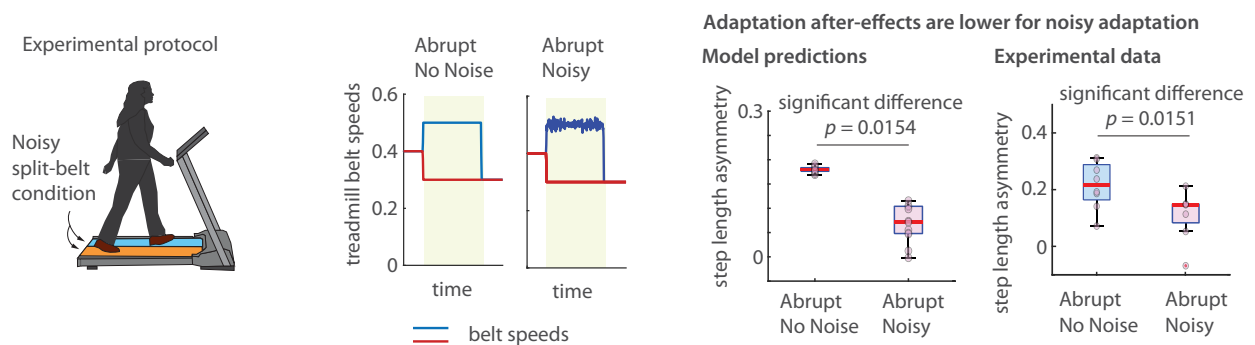 Experimental protocol
Noisy
split-belt
condition
Abrupt
No Noise
Abrupt
Noisy
treadmill belt speeds
0.6
0.4
0.2
0
time
time
belt speeds
Adaptation after-effects are lower for noisy adaptation
Model predictions
step length asymmetry
0.3
0
significant difference
p = 0.0154
Abrupt
No Noise
Abrupt
Noisy
Experimental data
step length asymmetry
0.4
0.2
0
significant difference
p = 0.0151
Abrupt
No Noise
Abrupt
Noisy